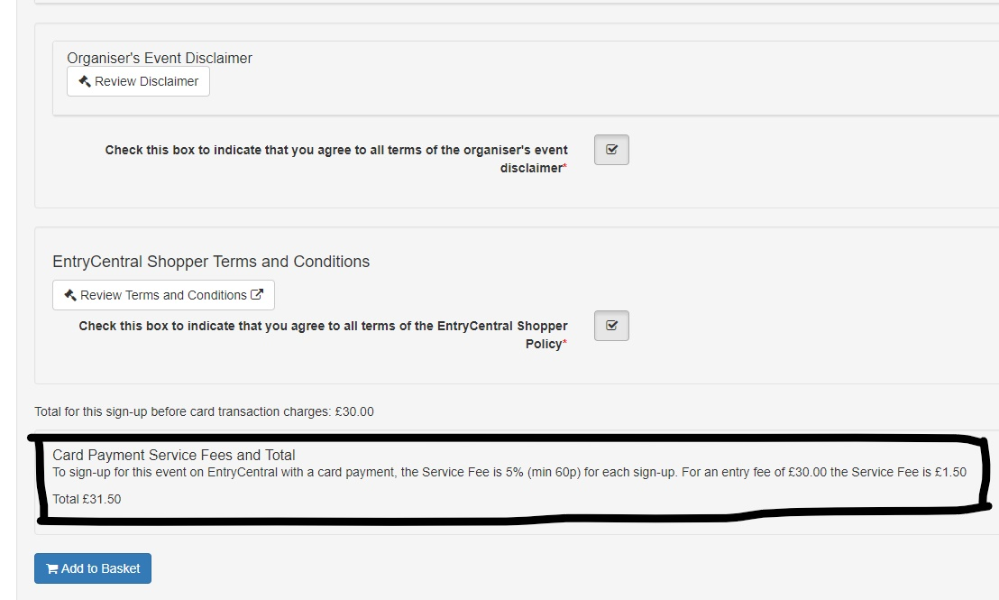 Organiser's Event Disclaimer
Review Disclaimer
Check this box to indicate that you agree to all terms of the organiser's event
disclaimer*
EntryCentral Shopper Terms and Conditions
Review Terms and Conditions
Check this box to indicate that you agree to all terms of the EntryCentral Shopper
Policy*
Total for this sign-up before card transaction charges: £30.00
Card Payment Service Fees and Total
To sign-up for this event on EntryCentral with a card payment, the Service Fee is 5% (min 60p) for each sign-up. For an entry fee of £30.00 the Service Fee is £1.50
Total £31.50
Add to Basket